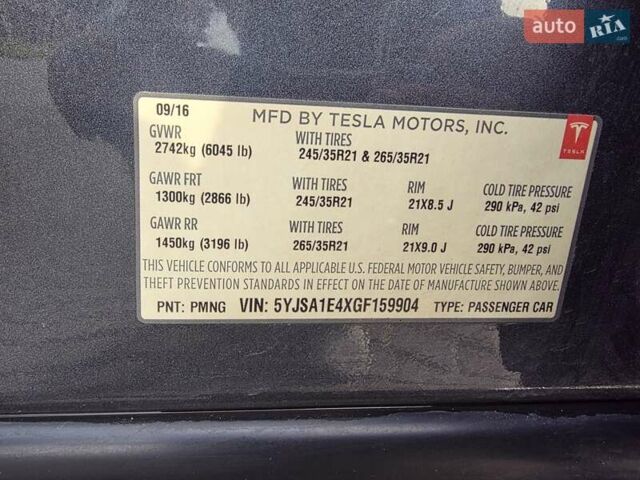 auto RIA .com
09/16
MFD BY TESLA MOTORS, INC.
GVWR WITH TIRES
2742kg (6045 lb) 245/35R21 & 265/35R21
TESLA
GAWR FRT WITH TIRES RIM COLD TIRE PRESSURE
1300kg (2866 lb) 245/35R21 21X8.5 J 290 kPa, 42 psi
GAWR RR WITH TIRES RIM COLD TIRE PRESSURE
1450kg (3196 lb) 265/35R21 21X9.0 J 290 kPa, 42 psi
THIS VEHICLE CONFORMS TO ALL APPLICABLE U.S. FEDERAL MOTOR VEHICLE SAFETY, BUMPER, AND
THEFT PREVENTION STANDARDS IN EFFECT ON THE DATE OF MANUFACTURE SHOWN ABOVE.
PNT: PMNG VIN: 5YJSA1E4XGF159904 TYPE: PASSENGER CAR